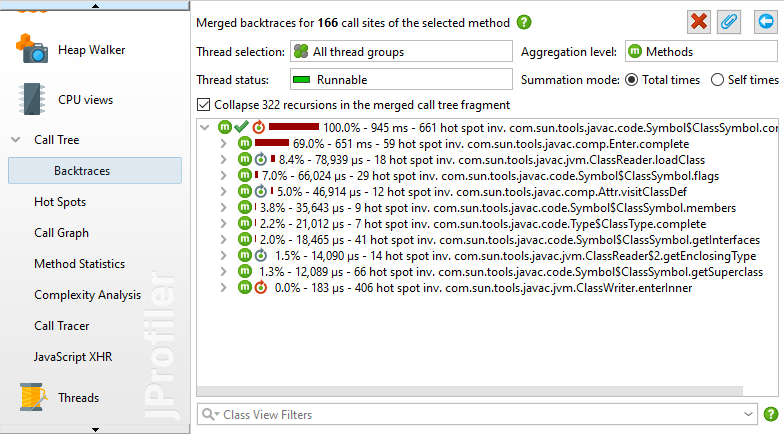 Heap Walker
CPU views
Call Tree
Backtraces
Hot Spots
Call Graph
Method Statistics
Complexity Analysis
Call Tracer
JavaScript XHR
Threads
JProfiler
Merged backtraces for 166 call sites of the selected method
Thread selection: All thread groups Aggregation level: Methods
Thread status: Runnable Summation mode: Total times Self times
Collapse 322 recursions in the merged call tree fragment
m 100.0% - 945 ms - 661 hot spot inv. com.sun.tools.javac.code.Symbol$ClassSymbol.con
m 69.0% - 651 ms - 59 hot spot inv. com.sun.tools.javac.comp.Enter.complete
m 8.4% - 78,939 µs - 18 hot spot inv. com.sun.tools.javac.jvm.ClassReader.loadClass
m 7.0% - 66,024 µs - 29 hot spot inv. com.sun.tools.javac.code.Symbol$ClassSymbol.flags
m 5.0% - 46,914 µs - 12 hot spot inv. com.sun.tools.javac.comp.Attr.visitClassDef
m 3.8% - 35,643 µs - 9 hot spot inv. com.sun.tools.javac.code.Symbol$ClassSymbol.members
m 2.2% - 21,012 µs - 7 hot spot inv. com.sun.tools.javac.code.Type$ClassType.complete
m 2.0% - 18,465 µs - 41 hot spot inv. com.sun.tools.javac.code.Symbol$ClassSymbol.getInterfaces
m 1.5% - 14,090 µs - 14 hot spot inv. com.sun.tools.javac.jvm.ClassReader$2.getEnclosingType
m 1.3% - 12,089 µs - 66 hot spot inv. com.sun.tools.javac.code.Symbol$ClassSymbol.getSuperclass
m 0.0% - 183 µs - 406 hot spot inv. com.sun.tools.javac.jvm.ClassWriter.enterInner
Class View Filters